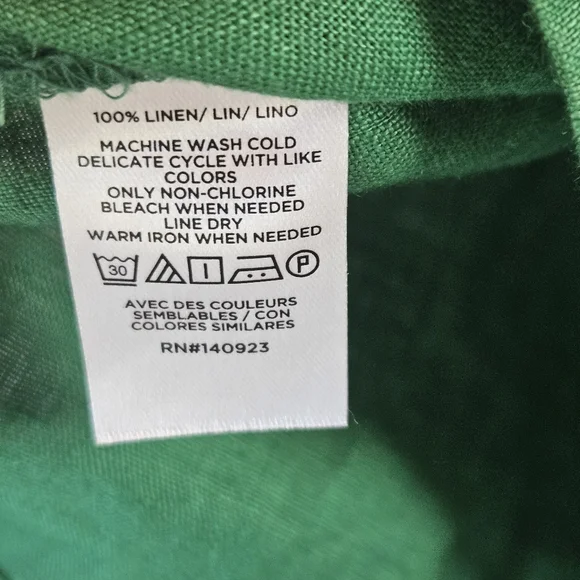 100% LINEN/ LIN/ LINO
MACHINE WASH COLD
DELICATE CYCLE WITH LIKE
COLORS
ONLY NON-CHLORINE
BLEACH WHEN NEEDED
LINE DRY
WARM IRON WHEN NEEDED
30 P
AVEC DES COULEURS
SEMBLABLES / CON
COLORES SIMILARES
RN#140923